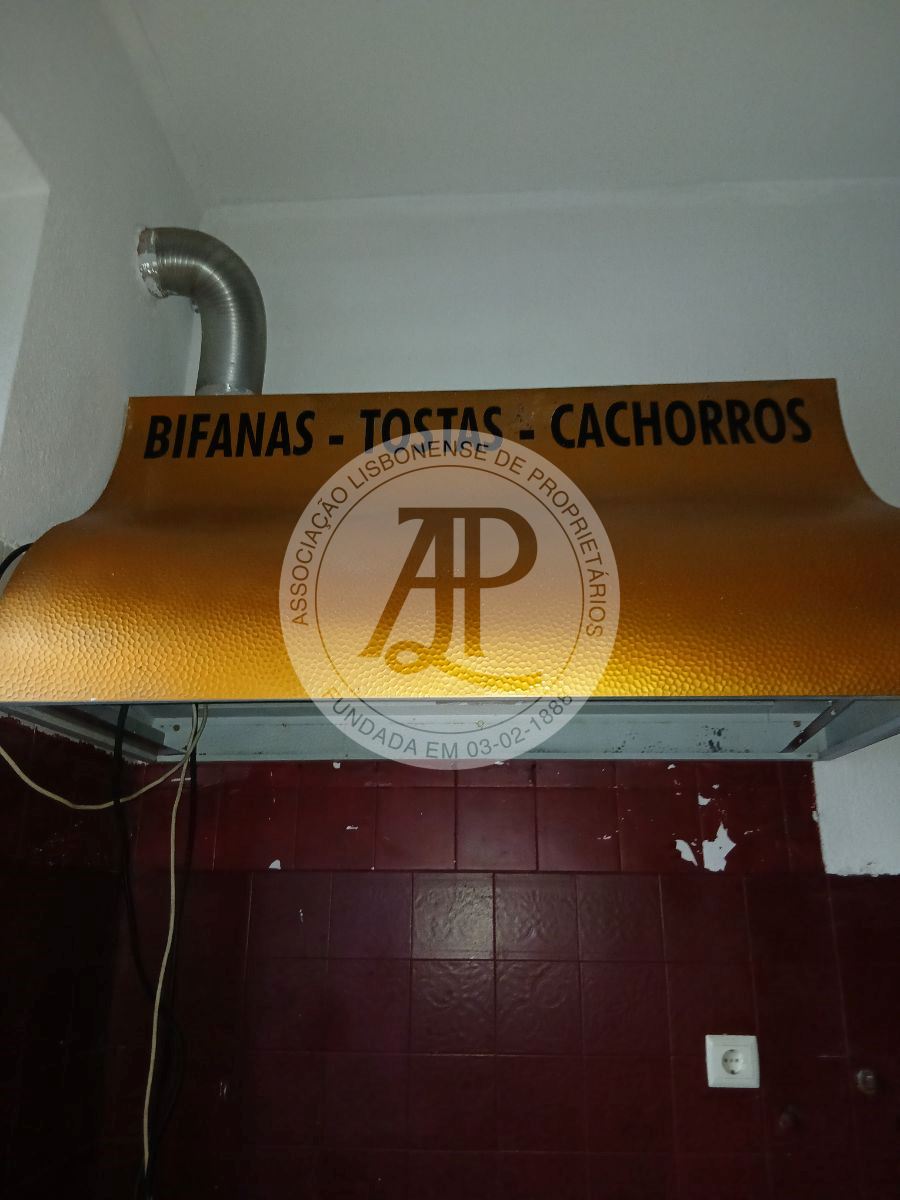 BIFANAS - TOSTAS - CACHORROS
ASSOCIAÇÃO LISBONENSE DE PROPRIETÁRIOS
ALP
FUNDADA EM 03-02-1888